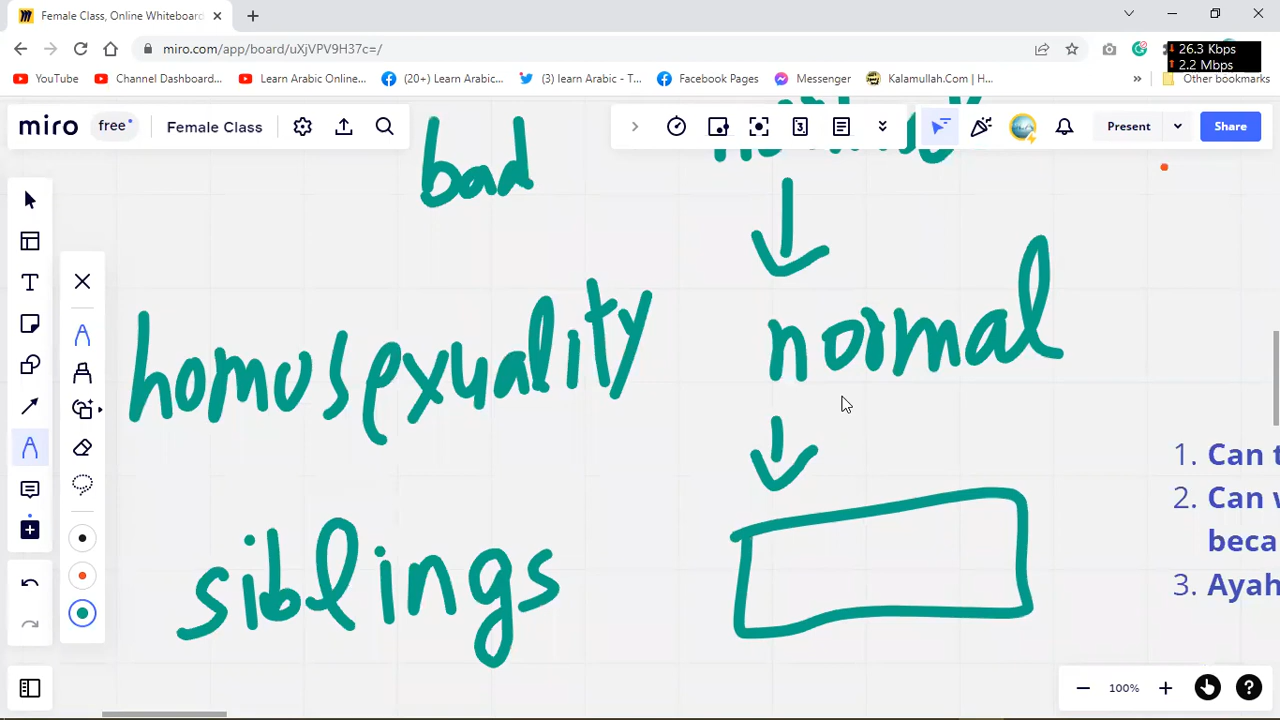 Female Class, Online Whiteboard
miro.com/app/board/uXjVPV9H37c=/
26.3 Kbps
2.2 Mbps
YouTube
Channel Dashboard...
Learn Arabic Online...
(20+) Learn Arabic...
(3) learn Arabic - T...
Facebook Pages
Messenger
Kalamullah.Com | H...
Other bookmarks
miro
free
Female Class
3
Present
Share
bad
homosexuality
normal
siblings
1. Can t
2. Can w
beca
3. Ayah
100%